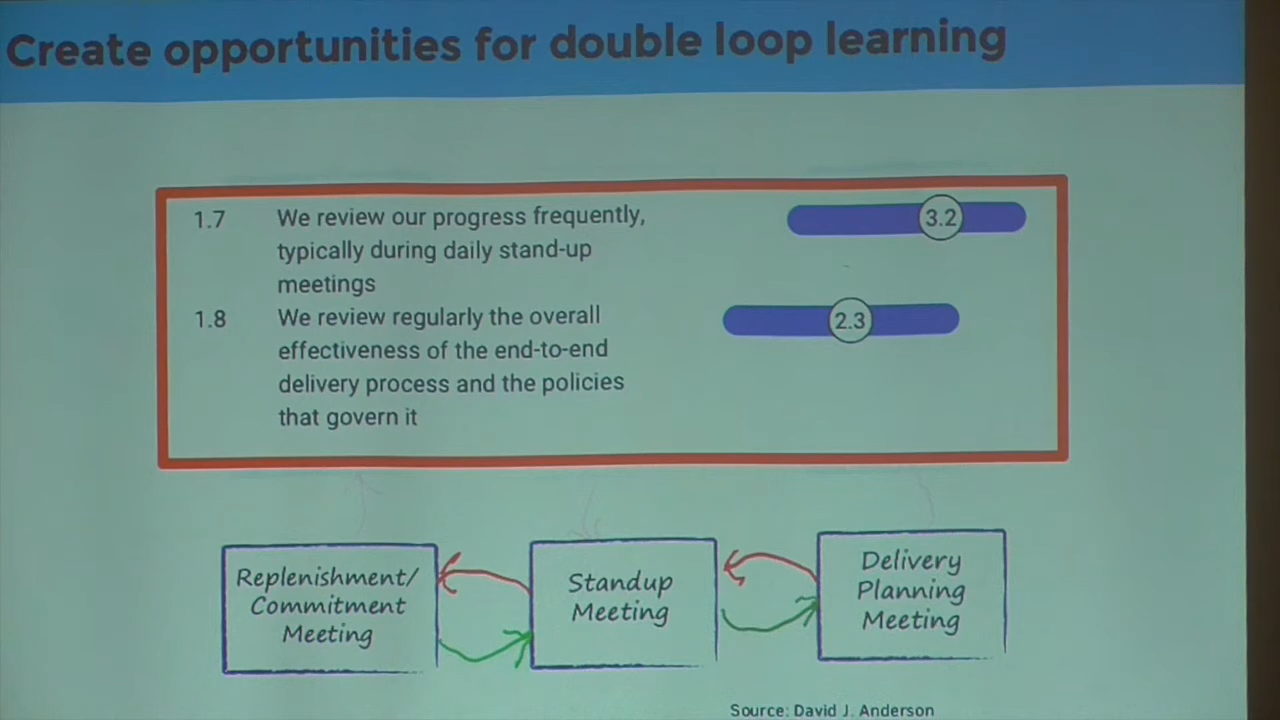 Create opportunities for double loop learning
1.7 We review our progress frequently,
typically during daily stand-up
meetings
3.2
1.8 We review regularly the overall
effectiveness of the end-to-end
delivery process and the policies
that govern it
2.3
Replenishment/
Commitment
Meeting
Standup
Meeting
Delivery
Planning
Meeting
Source: David J. Anderson